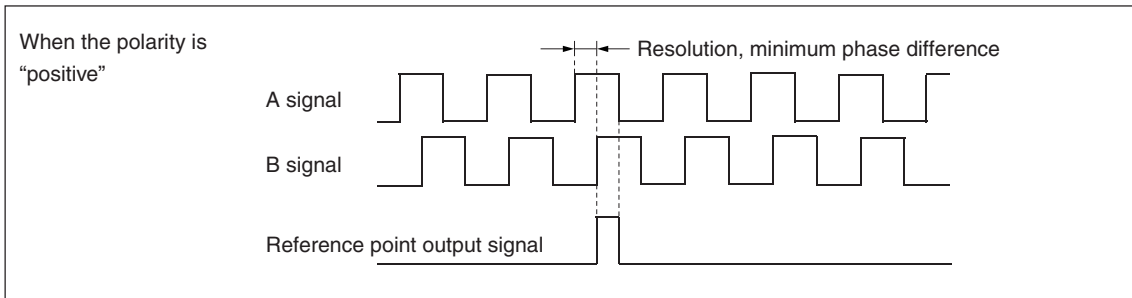 When the polarity is
“positive”
Resolution, minimum phase difference
A signal
B signal
Reference point output signal